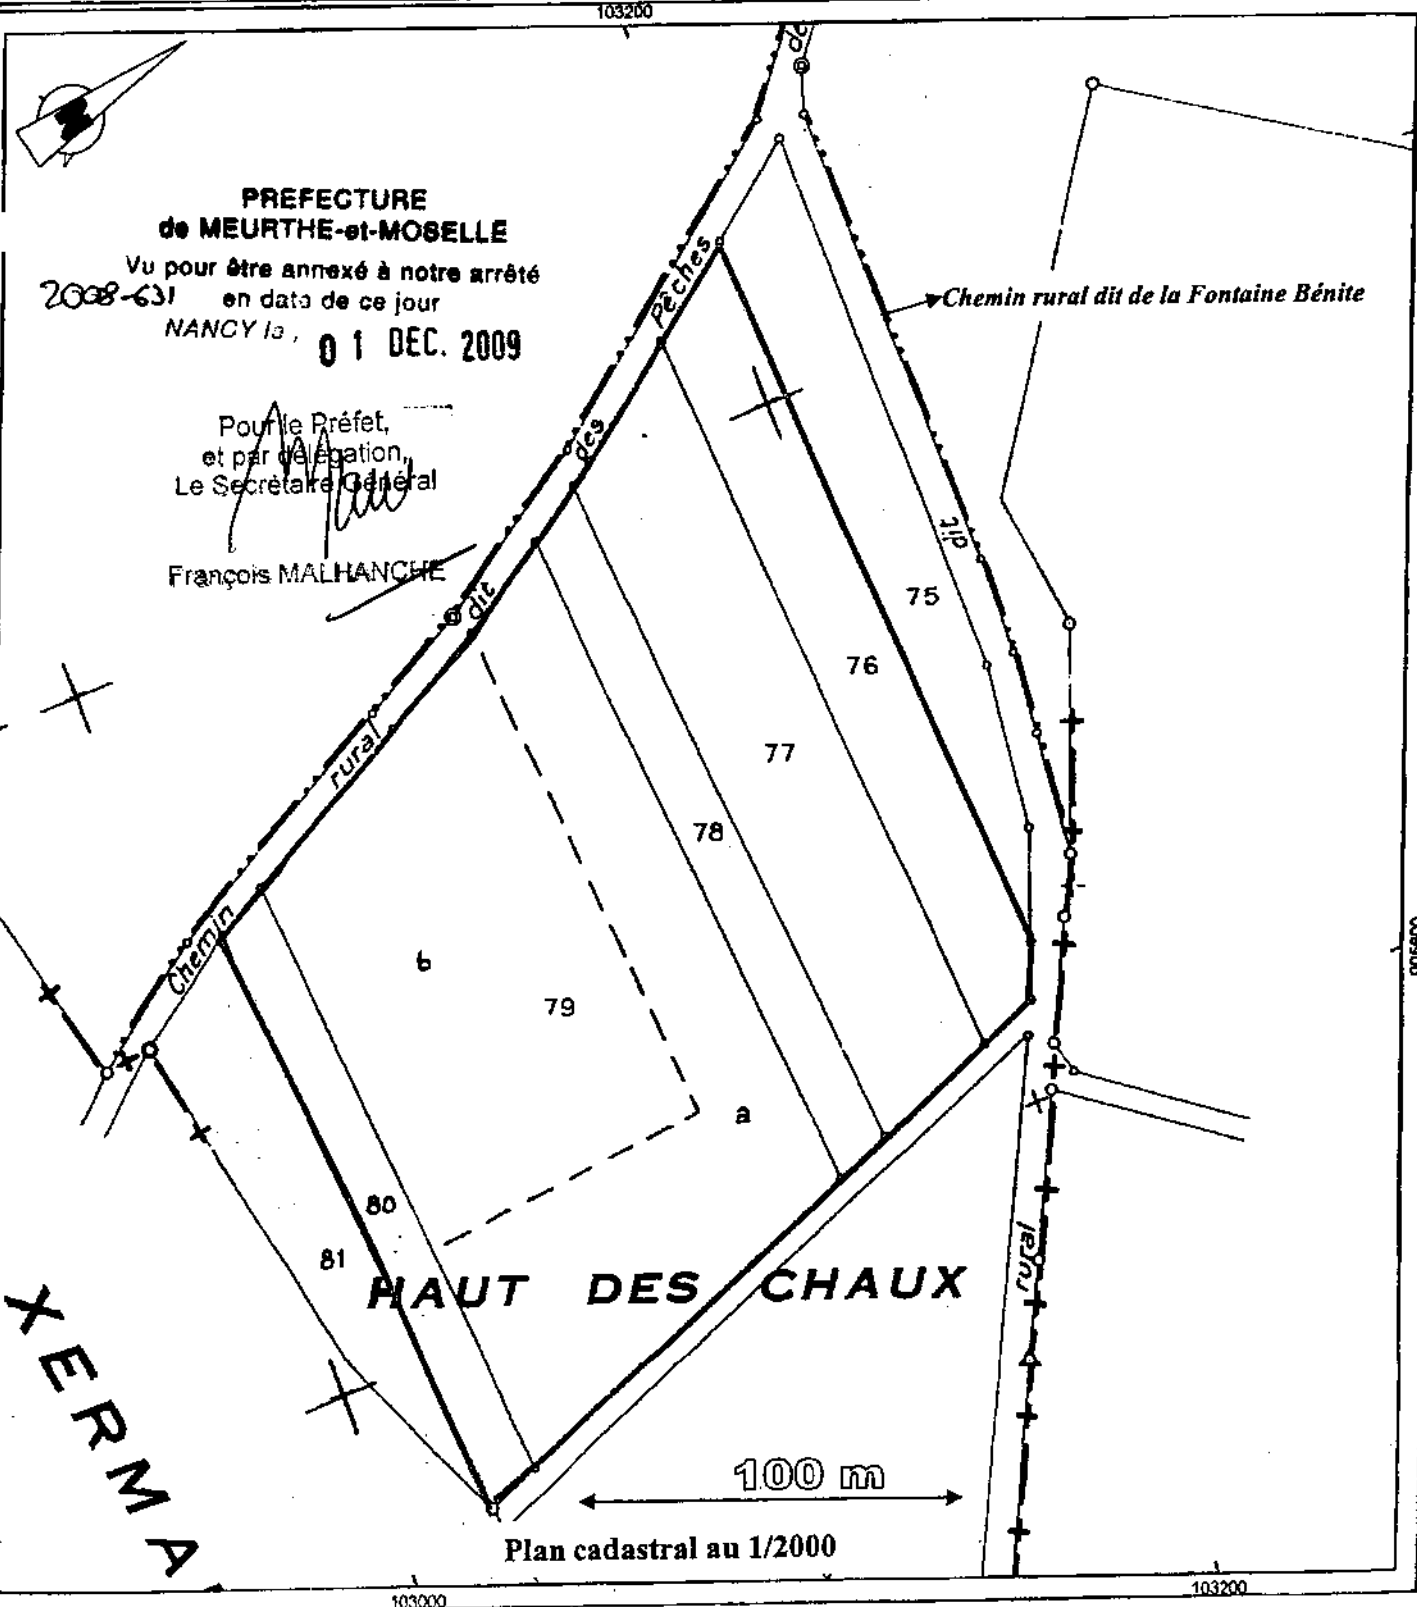 103200
PREFECTURE
de MEURTHE-et-MOSELLE
Vu pour être annexé à notre arrêté
2008-631 en date de ce jour
NANCY le,
01 DEC. 2009
Pour le Préfet,
et par délégation,
Le Secrétaire Général
François MALHANCHE
Chemin rural dit des Pêches
de
Chemin rural dit de la Fontaine Bénite
dit
75
76
77
78
b
79
a
80
81
HAUT DES CHAUX
rural
XERMA
100 m
Plan cadastral au 1/2000
103000
103200